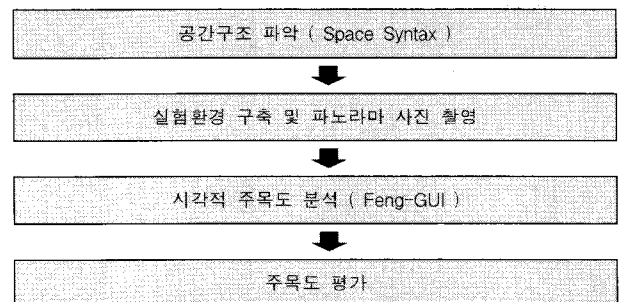 공간구조 파악 ( Space Syntax )
실험환경 구축 및 파노라마 사진 촬영
시각적 주목도 분석 ( Feng-GUI )
주목도 평가